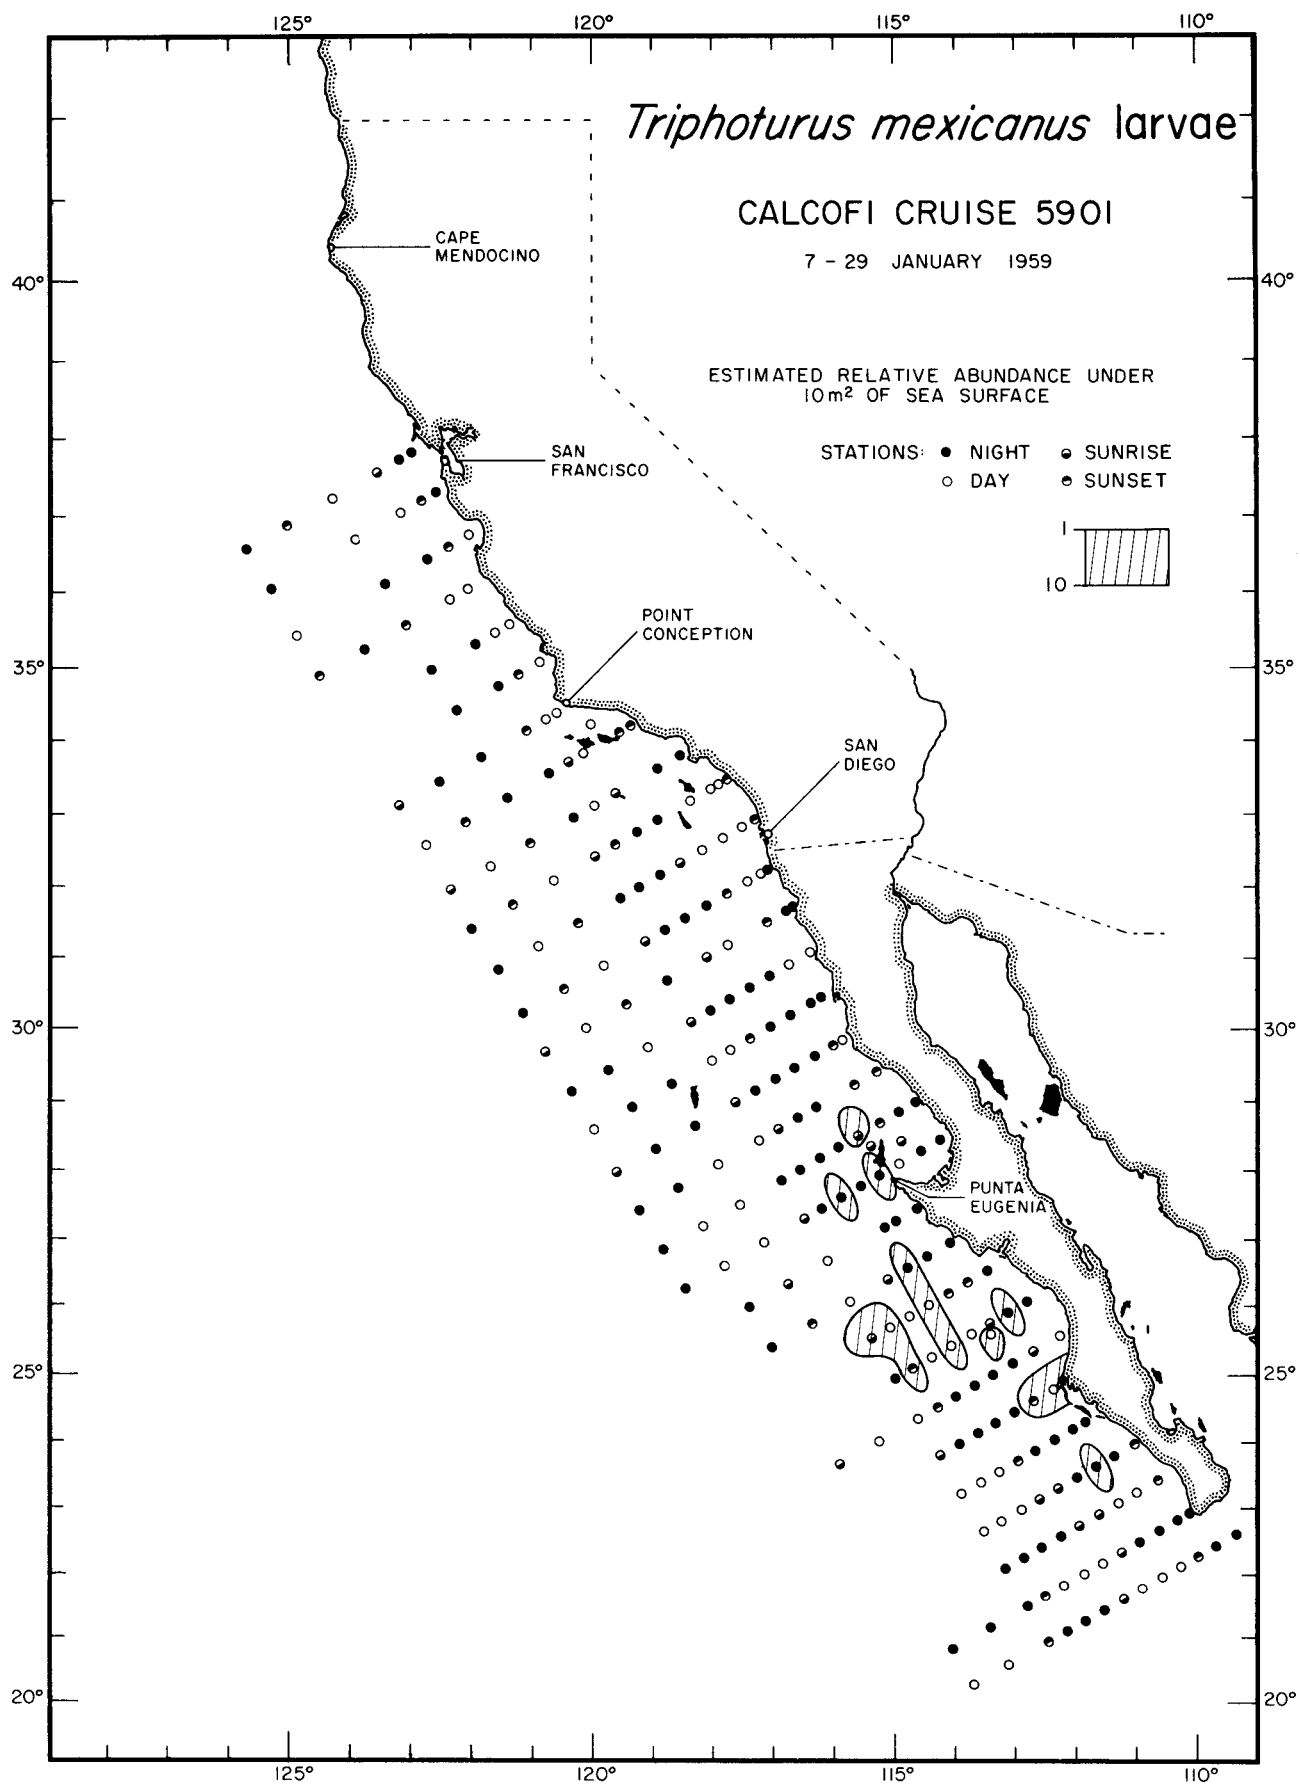 125° 120° 115° 110°
Triphoturus mexicanus larvae
CALCOFI CRUISE 5901
7 - 29 JANUARY 1959
CAPE
MENDOCINO
40° 40°
ESTIMATED RELATIVE ABUNDANCE UNDER
10m² OF SEA SURFACE
STATIONS: NIGHT SUNRISE
DAY SUNSET
SAN
FRANCISCO
1
10
POINT
CONCEPTION
35° 35°
SAN
DIEGO
30° 30°
PUNTA
EUGENIA
25° 25°
20° 20°
125° 120° 115° 110°